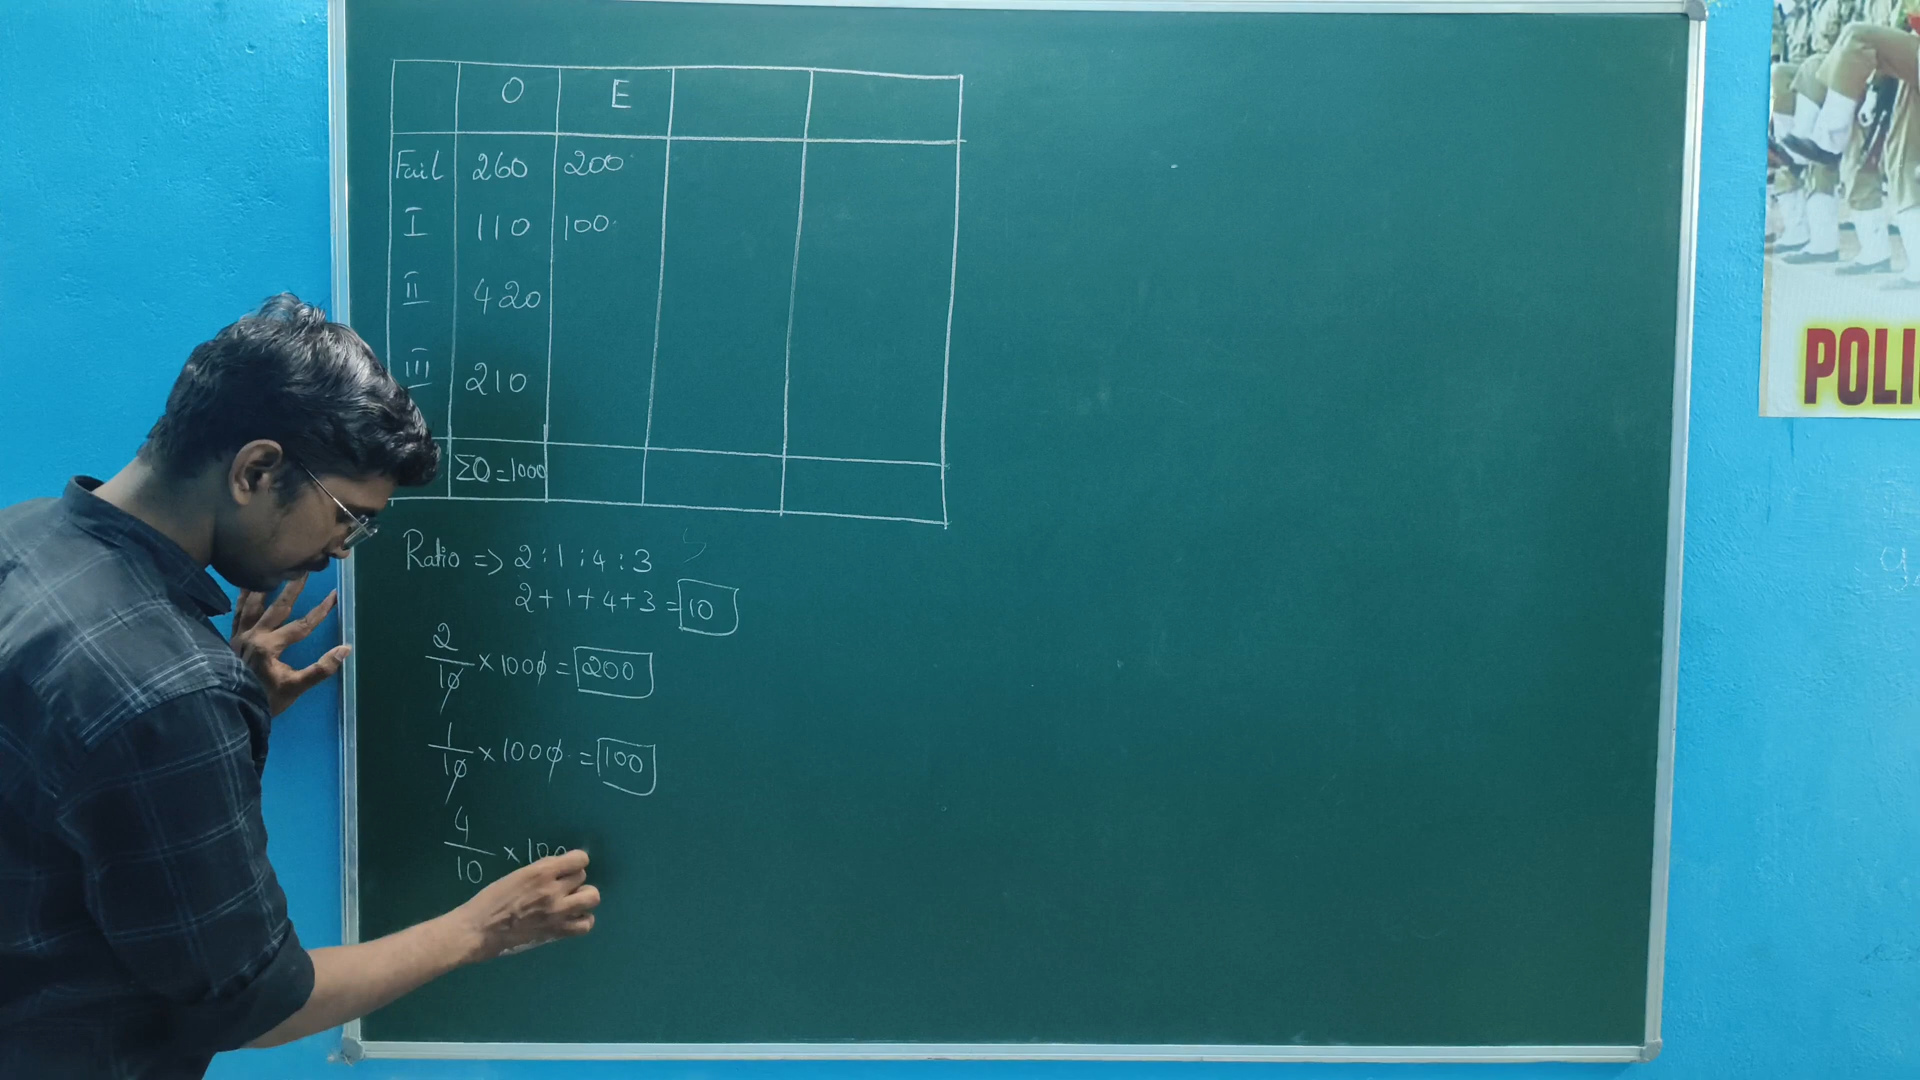 O E
Fail 260 200
I 110 100
II 420
III 210
ΣO=1000
Ratio => 2:1:4:3
2+1+4+3=10
2/10 ×1000=200
1/10 ×1000=100
4/10 ×100
POLI